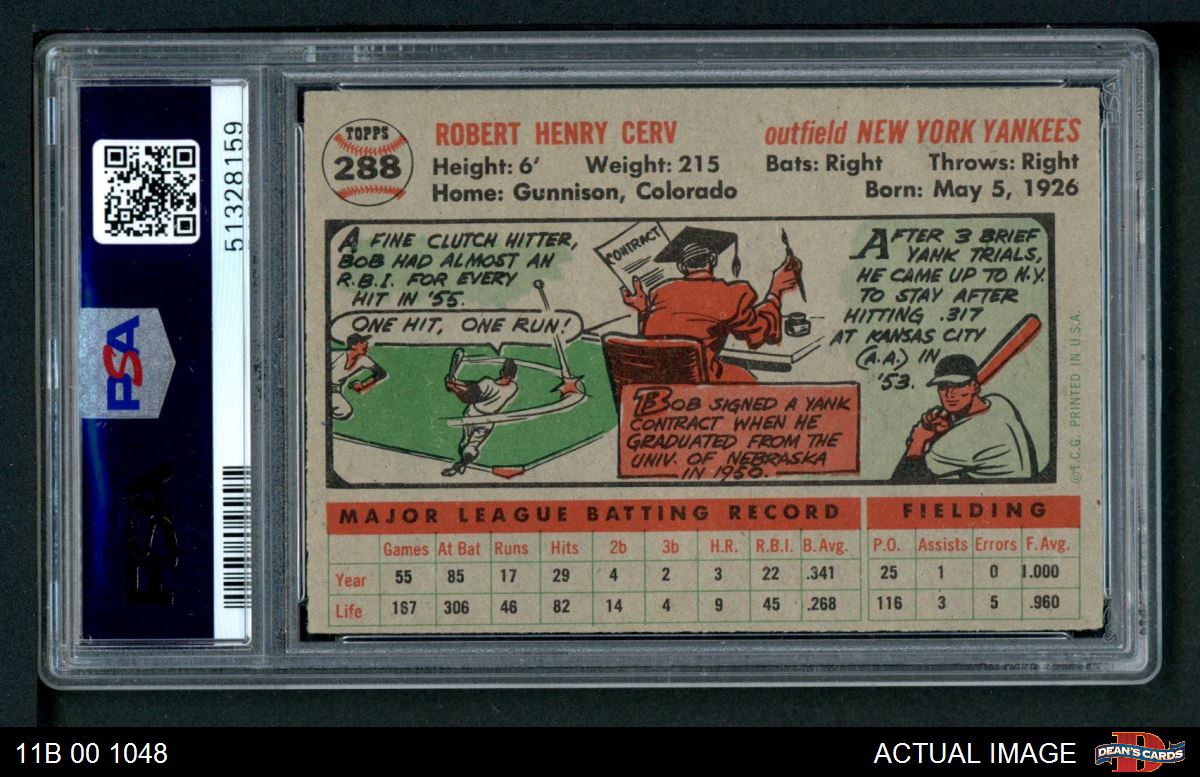 51328159
PSA
PSA
TOPPS
288
ROBERT HENRY CERV
outfield NEW YORK YANKEES
Height: 6' Weight: 215 Bats: Right Throws: Right
Home: Gunnison, Colorado Born: May 5, 1926
A FINE CLUTCH HITTER,
BOB HAD ALMOST AN
R.B.I. FOR EVERY
HIT IN '55.
ONE HIT, ONE RUN!
CONTRACT
BOB SIGNED A YANK
CONTRACT WHEN HE
GRADUATED FROM THE
UNIV. OF NEBRASKA
IN 1950.
AFTER 3 BRIEF
YANK TRIALS,
HE CAME UP TO N.Y.
TO STAY AFTER
HITTING .317
AT KANSAS CITY
(A.A.) IN
'53.
©T.C.G. PRINTED IN U.S.A.
MAJOR LEAGUE BATTING RECORD FIELDING
Games At Bat Runs Hits 2b 3b H.R. R.B.I. B. Avg. P.O. Assists Errors F. Avg.
Year 55 85 17 29 4 2 3 22 .341 25 1 0 1.000
Life 167 306 46 82 14 4 9 45 .268 116 3 5 .960
11B 00 1048
ACTUAL IMAGE
DEAN'S CARDS